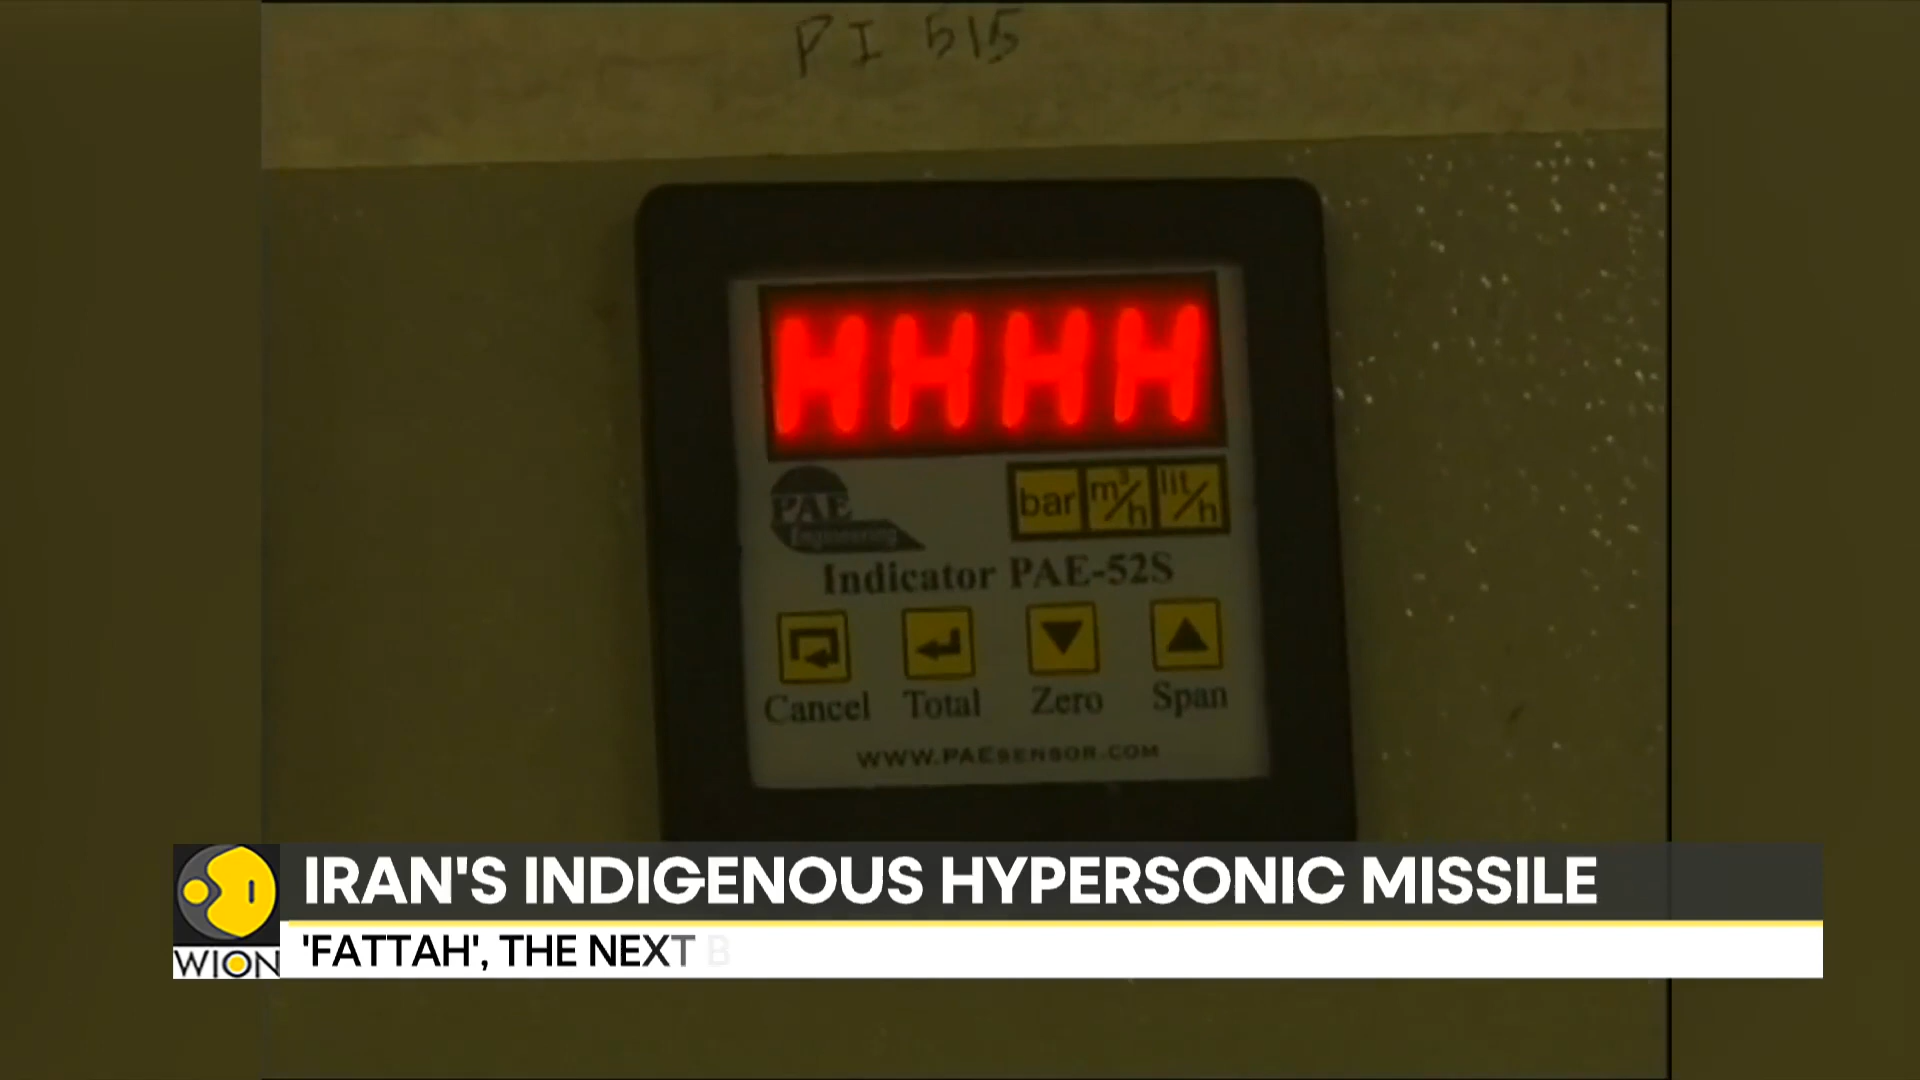 PI 515
HHHH
PAE
Engineering
bar m³/h lit/h
Indicator PAE-52S
Cancel Total Zero Span
WWW.PAESENSOR.COM
IRAN'S INDIGENOUS HYPERSONIC MISSILE
'FATTAH', THE NEXT B
WION